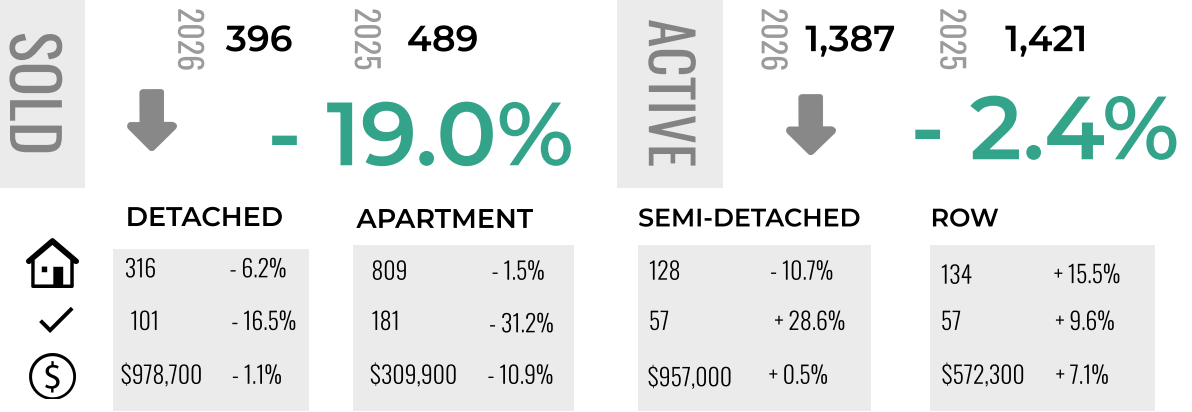 SOLD
2026
396
2025
489
- 19.0%
ACTIVE
2026
1,387
2025
1,421
- 2.4%
DETACHED
316 - 6.2%
101 - 16.5%
$978,700 - 1.1%
APARTMENT
809 - 1.5%
181 - 31.2%
$309,900 - 10.9%
SEMI-DETACHED
128 - 10.7%
57 + 28.6%
$957,000 + 0.5%
ROW
134 + 15.5%
57 + 9.6%
$572,300 + 7.1%
$